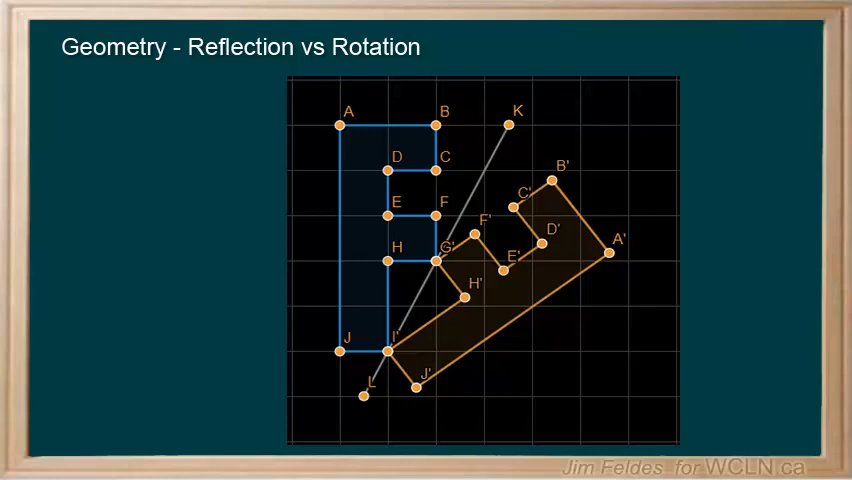 Geometry - Reflection vs Rotation
A B K
D C B'
E F C'
H G' F' D' A'
E'
H'
J I'
L J'
Jim Feldes for WCLN.ca